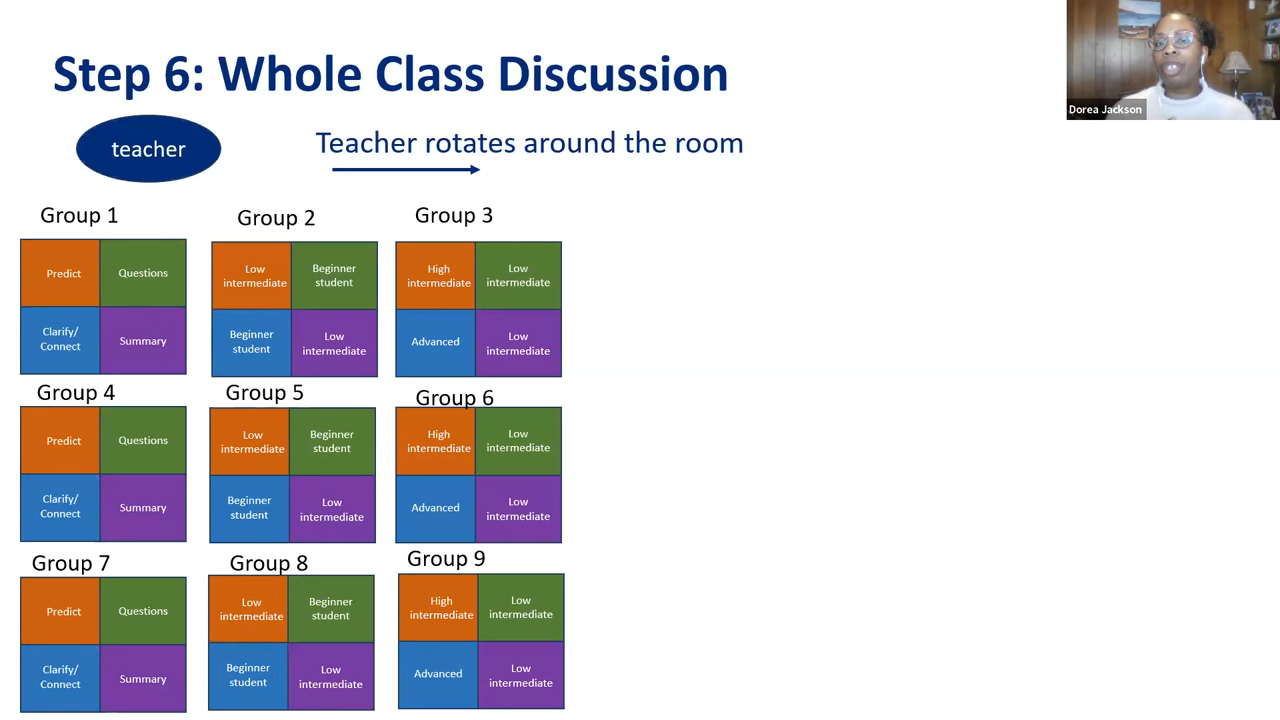 Step 6: Whole Class Discussion
Dorea Jackson
teacher
Teacher rotates around the room
Group 1
Group 2
Group 3
Predict
Questions
Clarify/
Connect
Summary
Low
intermediate
Beginner
student
Beginner
student
Low
intermediate
High
intermediate
Low
intermediate
Advanced
Low
intermediate
Group 4
Group 5
Group 6
Predict
Questions
Clarify/
Connect
Summary
Low
intermediate
Beginner
student
Beginner
student
Low
intermediate
High
intermediate
Low
intermediate
Advanced
Low
intermediate
Group 7
Group 8
Group 9
Predict
Questions
Clarify/
Connect
Summary
Low
intermediate
Beginner
student
Beginner
student
Low
intermediate
High
intermediate
Low
intermediate
Advanced
Low
intermediate